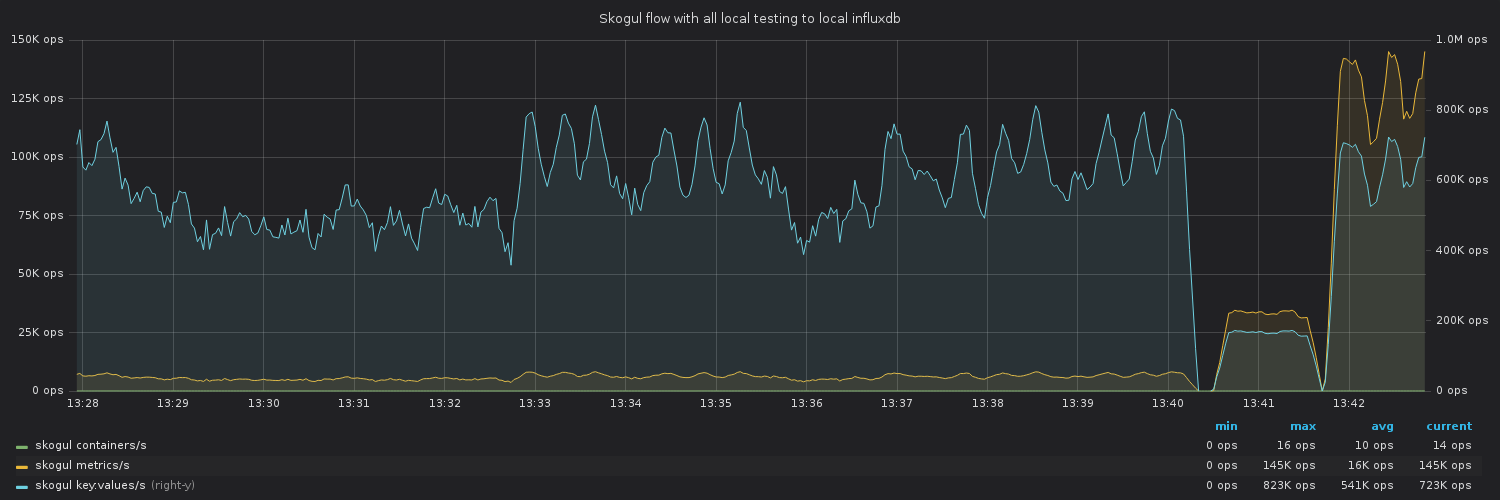 Skogul flow with all local testing to local influxdb
150K ops 1.0M ops
125K ops 800K ops
100K ops
75K ops 600K ops
50K ops 400K ops
25K ops 200K ops
0 ops 0 ops
13:28 13:29 13:30 13:31 13:32 13:33 13:34 13:35 13:36 13:37 13:38 13:39 13:40 13:41 13:42
min max avg current
skogul containers/s 0 ops 16 ops 10 ops 14 ops
skogul metrics/s 0 ops 145K ops 16K ops 145K ops
skogul key:values/s (right-y) 0 ops 823K ops 541K ops 723K ops